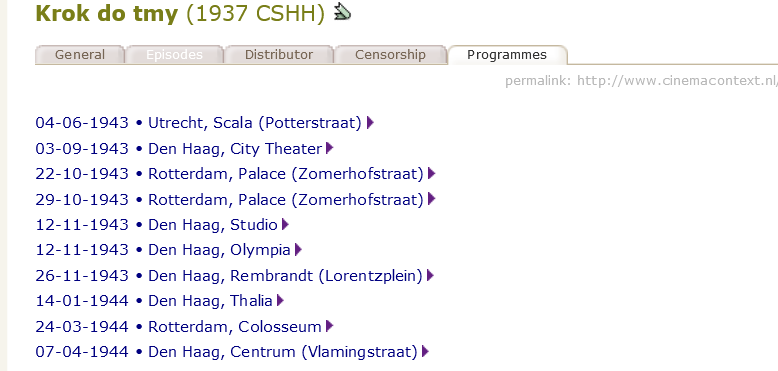 Krok do tmy (1937 CSHH)
General Episodes Distributor Censorship Programmes
permalink: http://www.cinemacontext.nl/
04-06-1943 • Utrecht, Scala (Potterstraat)
03-09-1943 • Den Haag, City Theater
22-10-1943 • Rotterdam, Palace (Zomerhofstraat)
29-10-1943 • Rotterdam, Palace (Zomerhofstraat)
12-11-1943 • Den Haag, Studio
12-11-1943 • Den Haag, Olympia
26-11-1943 • Den Haag, Rembrandt (Lorentzplein)
14-01-1944 • Den Haag, Thalia
24-03-1944 • Rotterdam, Colosseum
07-04-1944 • Den Haag, Centrum (Vlamingstraat)